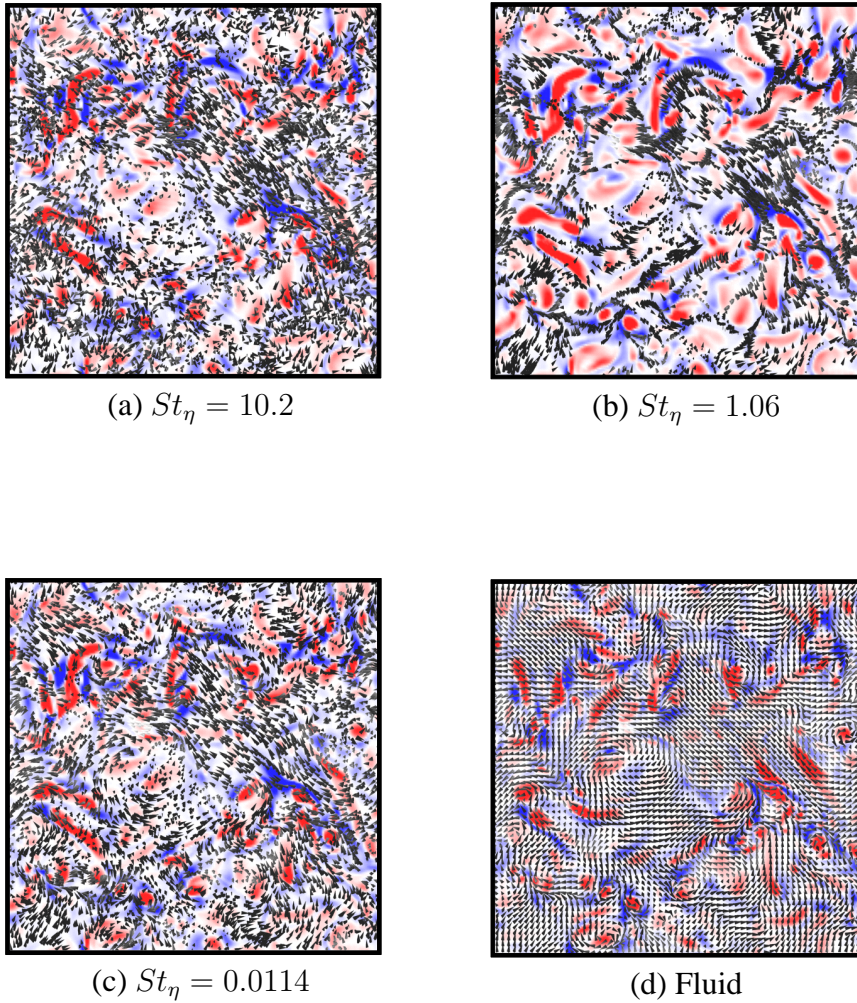 (a) $St_\eta = 10.2$
(b) $St_\eta = 1.06$
(c) $St_\eta = 0.0114$
(d) Fluid